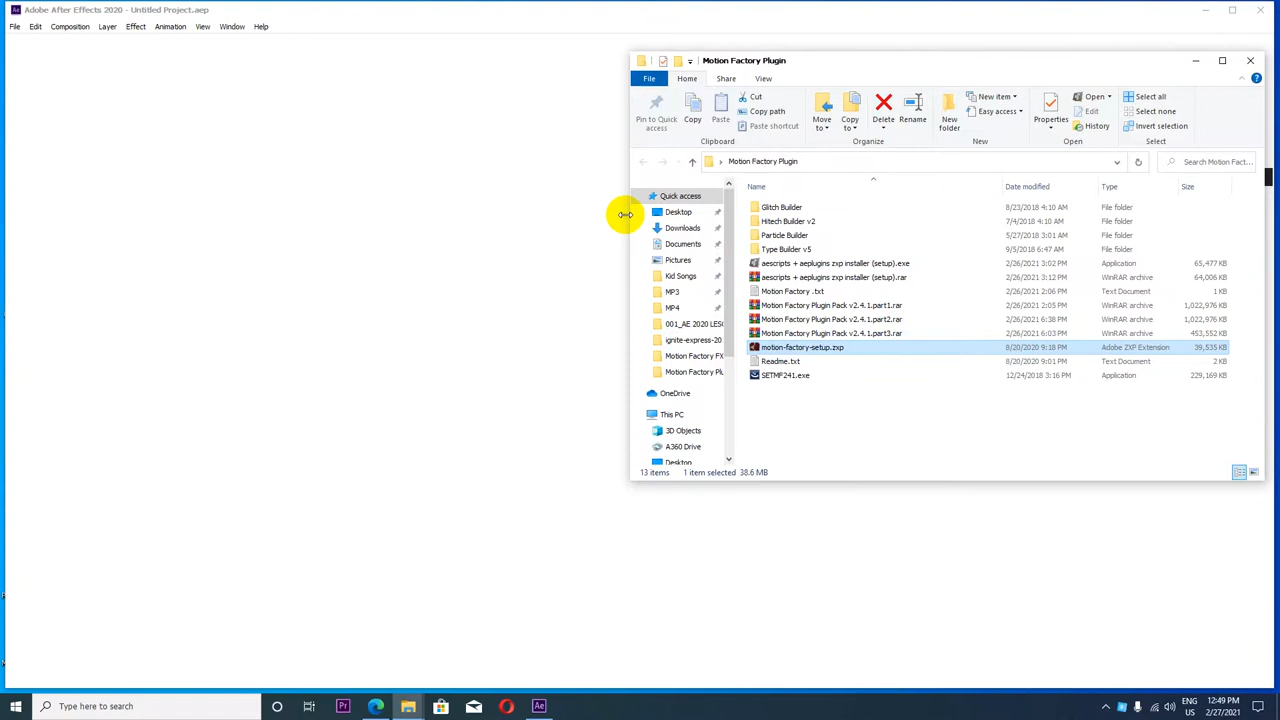 Adobe After Effects 2020 - Untitled Project.aep
File Edit Composition Layer Effect Animation View Window Help
Motion Factory Plugin
File Home Share View
Pin to Quick access
Copy
Paste
Cut
Copy path
Paste shortcut
Clipboard
Move to
Copy to
Delete
Rename
Organize
New folder
New item
Easy access
New
Properties
Open
Edit
History
Open
Select all
Select none
Invert selection
Select
Motion Factory Plugin
Search Motion Fact...
Name Date modified Type Size
Quick access
Desktop
Downloads
Documents
Pictures
Kid Songs
MP3
MP4
001_AE 2020 LESO
ignite-express-20
Motion Factory FX
Motion Factory Plu
OneDrive
This PC
3D Objects
A360 Drive
Desktop
Glitch Builder 8/23/2018 4:10 AM File folder
Hitech Builder v2 7/4/2018 4:10 AM File folder
Particle Builder 5/27/2018 3:01 AM File folder
Type Builder v5 9/5/2018 6:47 AM File folder
aescripts + aeplugins zxp installer (setup).exe 2/26/2021 3:02 PM Application 65,477 KB
aescripts + aeplugins zxp installer (setup).rar 2/26/2021 3:12 PM WinRAR archive 64,006 KB
Motion Factory .txt 2/26/2021 2:06 PM Text Document 1 KB
Motion Factory Plugin Pack v2.4.1.part1.rar 2/26/2021 2:05 PM WinRAR archive 1,022,976 KB
Motion Factory Plugin Pack v2.4.1.part2.rar 2/26/2021 6:38 PM WinRAR archive 1,022,976 KB
Motion Factory Plugin Pack v2.4.1.part3.rar 2/26/2021 6:03 PM WinRAR archive 453,552 KB
motion-factory-setup.zxp 8/20/2020 9:18 PM Adobe ZXP Extension 39,535 KB
Readme.txt 8/20/2020 9:01 PM Text Document 2 KB
SETMF241.exe 12/24/2018 3:16 PM Application 229,169 KB
13 items 1 item selected 38.6 MB
Type here to search
ENG
US
12:49 PM
2/27/2021